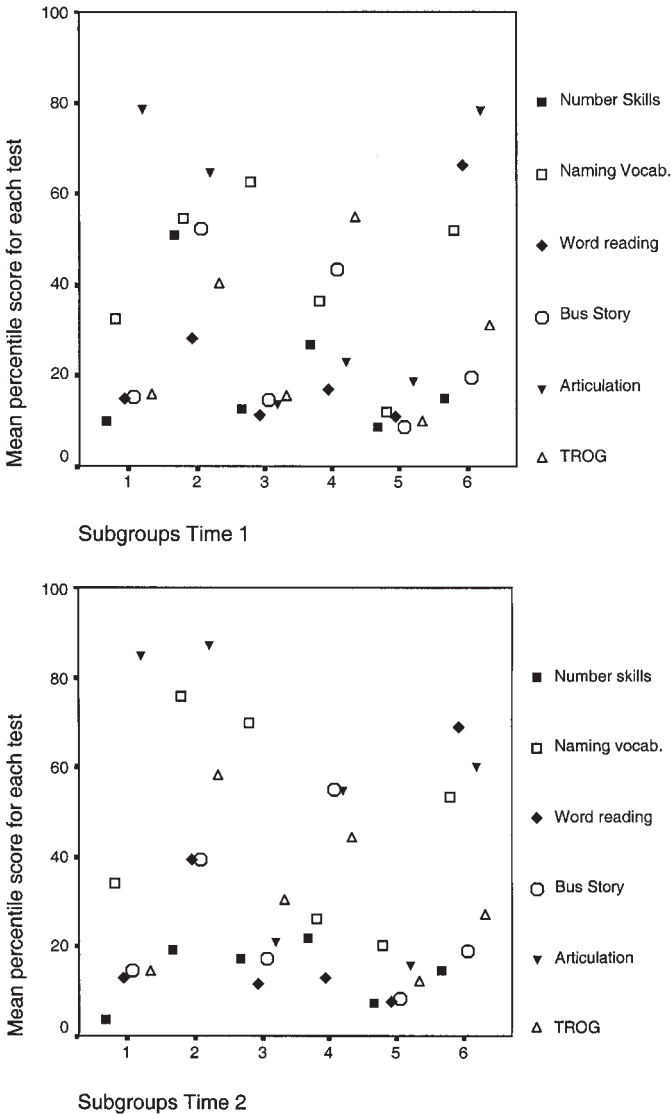 Mean percentile score for each test
100
80
60
40
20
0
1 2 3 4 5 6
Subgroups Time 1
Number Skills
Naming Vocab.
Word reading
Bus Story
Articulation
TROG
Mean percentile score for each test
100
80
60
40
20
0
1 2 3 4 5 6
Subgroups Time 2
Number skills
Naming vocab.
Word reading
Bus Story
Articulation
TROG